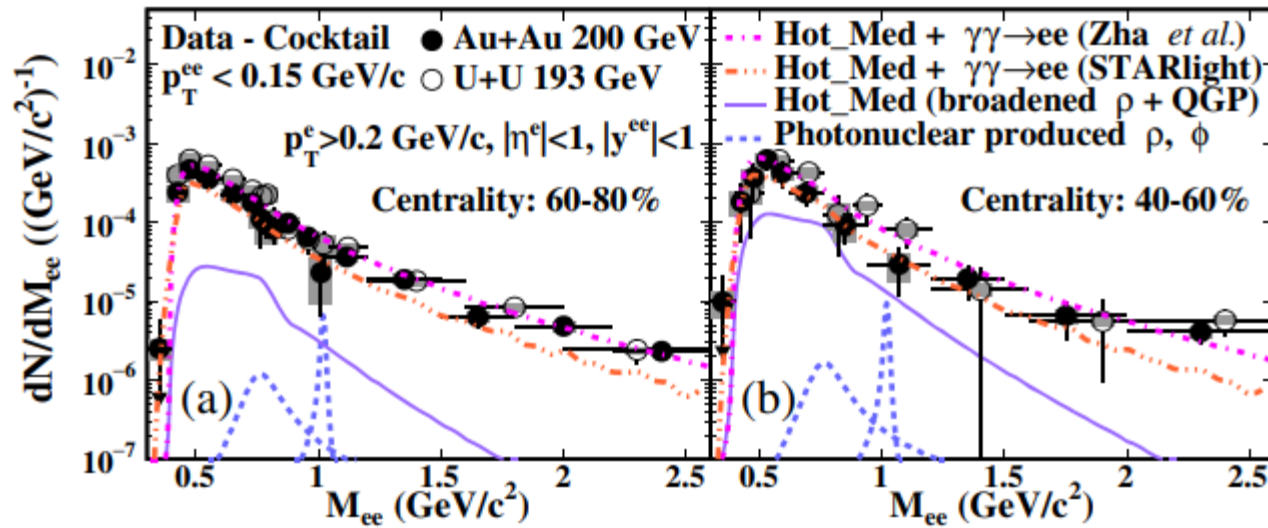 dN/dM_ee ((GeV/c²)⁻¹)
10⁻²
10⁻³
10⁻⁴
10⁻⁵
10⁻⁶
10⁻⁷
Data - Cocktail ● Au+Au 200 GeV
p_T^ee < 0.15 GeV/c ○ U+U 193 GeV
p_T^e>0.2 GeV/c, |η^e|<1, |y^ee|<1
Centrality: 60-80%
(a)
0.5 1 1.5 2 2.5
M_ee (GeV/c²)
Hot_Med + γγ→ee (Zha et al.)
Hot_Med + γγ→ee (STARlight)
Hot_Med (broadened ρ + QGP)
Photonuclear produced ρ, ϕ
Centrality: 40-60%
(b)
0.5 1 1.5 2 2.5
M_ee (GeV/c²)